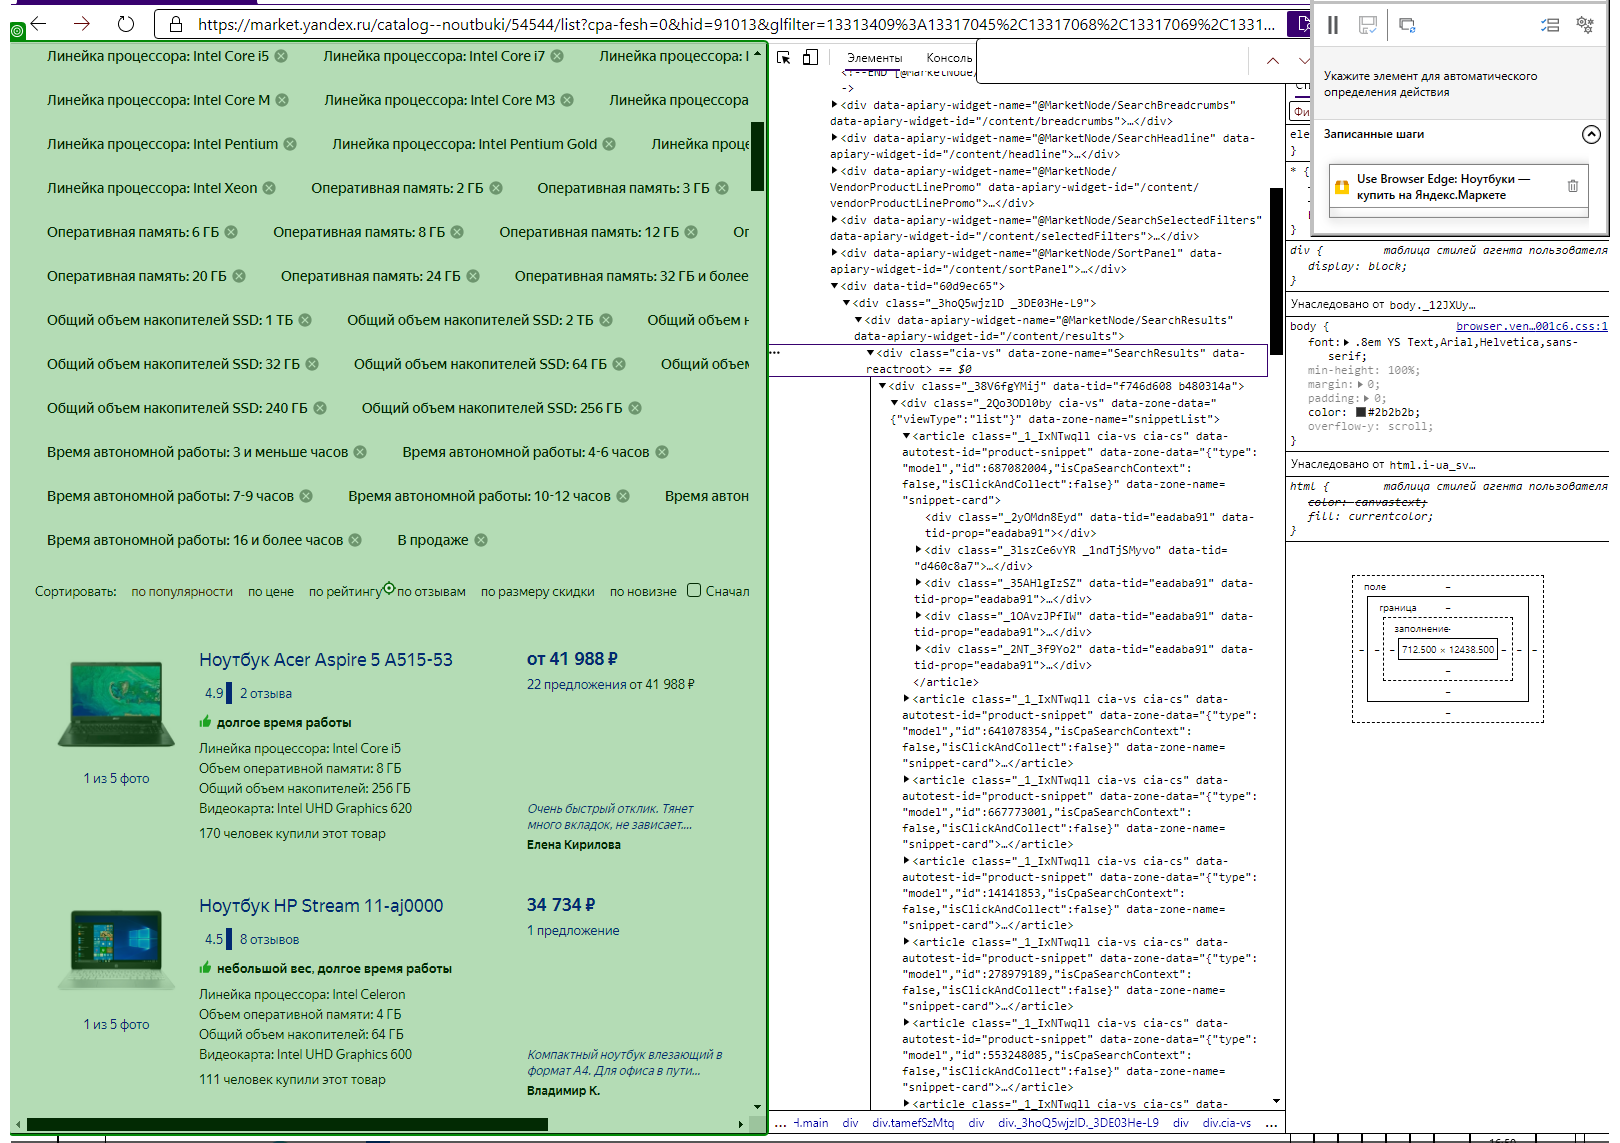 https://market.yandex.ru/catalog--noutbuki/54544/list?cpa-fesh=0&hid=91013&glfilter=13313409%3A13317045%2C13317068%2C13317069%2C1331...
Линейка процессора: Intel Core i5
Линейка процессора: Intel Core i7
Линейка процессора: I
Линейка процессора: Intel Core M
Линейка процессора: Intel Core M3
Линейка процессора
Линейка процессора: Intel Pentium
Линейка процессора: Intel Pentium Gold
Линейка проце
Линейка процессора: Intel Xeon
Оперативная память: 2 ГБ
Оперативная память: 3 ГБ
Оперативная память: 6 ГБ
Оперативная память: 8 ГБ
Оперативная память: 12 ГБ
Оперативная память: 20 ГБ
Оперативная память: 24 ГБ
Оперативная память: 32 ГБ и более
Общий объем накопителей SSD: 1 ТБ
Общий объем накопителей SSD: 2 ТБ
Общий объем н
Общий объем накопителей SSD: 32 ГБ
Общий объем накопителей SSD: 64 ГБ
Общий объем
Общий объем накопителей SSD: 240 ГБ
Общий объем накопителей SSD: 256 ГБ
Время автономной работы: 3 и меньше часов
Время автономной работы: 4-6 часов
Время автономной работы: 7-9 часов
Время автономной работы: 10-12 часов
Время автон
Время автономной работы: 16 и более часов
В продаже
Сортировать: по популярности по цене по рейтингу по отзывам по размеру скидки по новизне Сначал
Ноутбук Acer Aspire 5 A515-53
4.9 2 отзыва
долгое время работы
Линейка процессора: Intel Core i5
Объем оперативной памяти: 8 ГБ
Общий объем накопителей: 256 ГБ
Видеокарта: Intel UHD Graphics 620
170 человек купили этот товар
1 из 5 фото
от 41 988 ₽
22 предложения от 41 988 ₽
Очень быстрый отклик. Тянет
много вкладок, не зависает....
Елена Кирилова
Ноутбук HP Stream 11-aj0000
4.5 8 отзывов
небольшой вес, долгое время работы
Линейка процессора: Intel Celeron
Объем оперативной памяти: 4 ГБ
Общий объем накопителей: 64 ГБ
Видеокарта: Intel UHD Graphics 600
111 человек купили этот товар
1 из 5 фото
34 734 ₽
1 предложение
Компактный ноутбук влезающий в
формат А4. Для офиса в пути...
Владимир К.
Элементы Консоль
<!--END [@MarketNode/
->
<div data-apiary-widget-name="@MarketNode/SearchBreadcrumbs"
data-apiary-widget-id="/content/breadcrumbs">…</div>
<div data-apiary-widget-name="@MarketNode/SearchHeadline" data-
apiary-widget-id="/content/headline">…</div>
<div data-apiary-widget-name="@MarketNode/
VendorProductLinePromo" data-apiary-widget-id="/content/
vendorProductLinePromo">…</div>
<div data-apiary-widget-name="@MarketNode/SearchSelectedFilters"
data-apiary-widget-id="/content/selectedFilters">…</div>
<div data-apiary-widget-name="@MarketNode/SortPanel" data-
apiary-widget-id="/content/sortPanel">…</div>
<div data-tid="60d9ec65">
<div class="_3hoQ5wjzlD _3DE03He-L9">
<div data-apiary-widget-name="@MarketNode/SearchResults"
data-apiary-widget-id="/content/results">
<div class="cia-vs" data-zone-name="SearchResults" data-
reactroot> == $0
<div class="_38V6fgYMij" data-tid="f746d608 b480314a">
<div class="_2Qo3ODl0by cia-vs" data-zone-data=
"{"viewType":"list"}" data-zone-name="snippetList">
<article class="_1_IxNTwqll cia-vs cia-cs" data-
autotest-id="product-snippet" data-zone-data="{"type":
"model","id":687082004,"isCpaSearchContext":
false,"isClickAndCollect":false}" data-zone-name=
"snippet-card">
<div class="_2yOMdn8Eyd" data-tid="eadaba91" data-
tid-prop="eadaba91"></div>
<div class="_3lszCe6vYR _1ndTjSMyvo" data-tid=
"d460c8a7">…</div>
<div class="_35AHlgIzSZ" data-tid="eadaba91" data-
tid-prop="eadaba91">…</div>
<div class="_1OAvzJPfIW" data-tid="eadaba91" data-
tid-prop="eadaba91">…</div>
<div class="_2NT_3f9Yo2" data-tid="eadaba91" data-
tid-prop="eadaba91">…</div>
</article>
<article class="_1_IxNTwqll cia-vs cia-cs" data-
autotest-id="product-snippet" data-zone-data="{"type":
"model","id":641078354,"isCpaSearchContext":
false,"isClickAndCollect":false}" data-zone-name=
"snippet-card">…</article>
<article class="_1_IxNTwqll cia-vs cia-cs" data-
autotest-id="product-snippet" data-zone-data="{"type":
"model","id":667773001,"isCpaSearchContext":
false,"isClickAndCollect":false}" data-zone-name=
"snippet-card">…</article>
<article class="_1_IxNTwqll cia-vs cia-cs" data-
autotest-id="product-snippet" data-zone-data="{"type":
"model","id":14141853,"isCpaSearchContext":
false,"isClickAndCollect":false}" data-zone-name=
"snippet-card">…</article>
<article class="_1_IxNTwqll cia-vs cia-cs" data-
autotest-id="product-snippet" data-zone-data="{"type":
"model","id":278979189,"isCpaSearchContext":
false,"isClickAndCollect":false}" data-zone-name=
"snippet-card">…</article>
<article class="_1_IxNTwqll cia-vs cia-cs" data-
autotest-id="product-snippet" data-zone-data="{"type":
"model","id":553248085,"isCpaSearchContext":
false,"isClickAndCollect":false}" data-zone-name=
"snippet-card">…</article>
<article class="_1_IxNTwqll cia-vs cia-cs" data-
... div div.tamefSzMtq div div._3hoQ5wjzlD._3DE03He-L9 div div.cia-vs ...
Укажите элемент для автоматического
определения действия
Записанные шаги
Use Browser Edge: Ноутбуки —
купить на Яндекс.Маркете
div { таблица стилей агента пользователя
display: block;
}
Унаследовано от body._12JXUy…
body { browser.ven…001c6.css:1
font: .8em YS Text,Arial,Helvetica,sans-
serif;
min-height: 100%;
margin: 0;
padding: 0;
color: #2b2b2b;
overflow-y: scroll;
}
Унаследовано от html.i-ua_sv…
html { таблица стилей агента пользователя
color: canvastext;
fill: currentcolor;
}
поле
граница –
заполнение-
712.500 × 12438.500